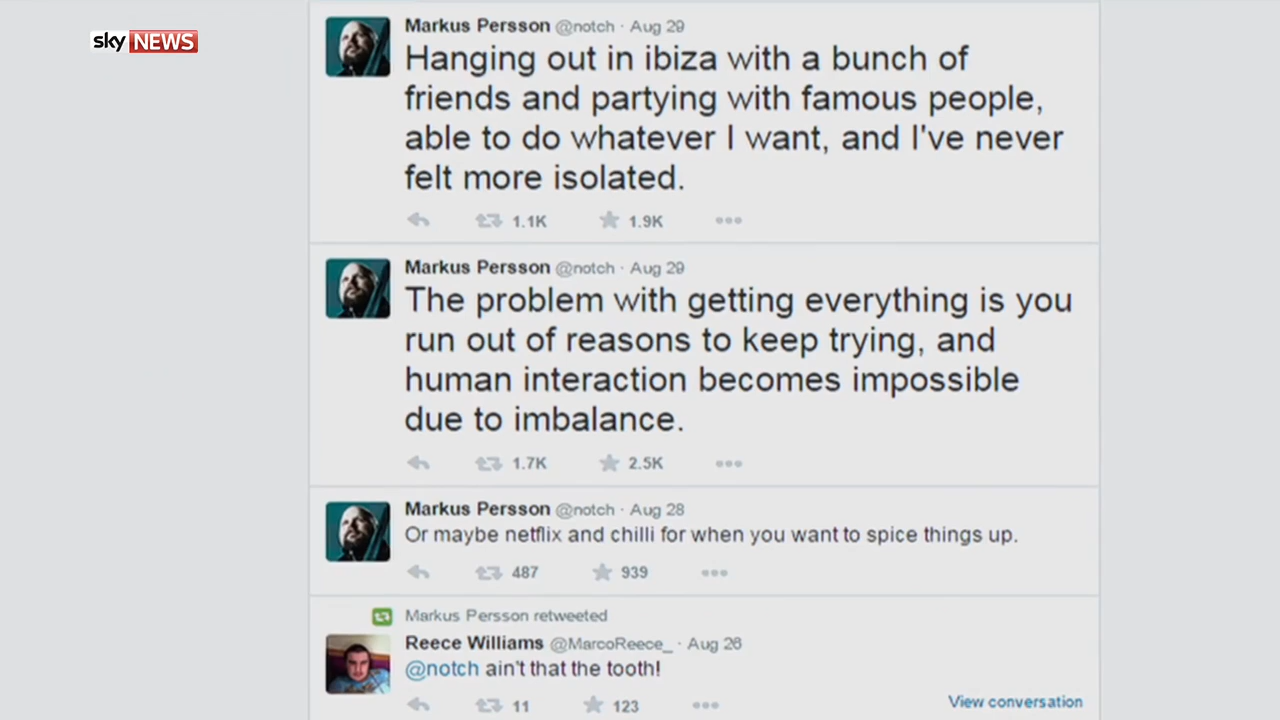 sky NEWS
Markus Persson @notch · Aug 29
Hanging out in ibiza with a bunch of
friends and partying with famous people,
able to do whatever I want, and I've never
felt more isolated.
1.1K 1.9K
Markus Persson @notch · Aug 29
The problem with getting everything is you
run out of reasons to keep trying, and
human interaction becomes impossible
due to imbalance.
1.7K 2.5K
Markus Persson @notch · Aug 28
Or maybe netflix and chilli for when you want to spice things up.
487 939
Markus Persson retweeted
Reece Williams @MarcoReece_ · Aug 26
@notch ain't that the tooth!
11 123 View conversation